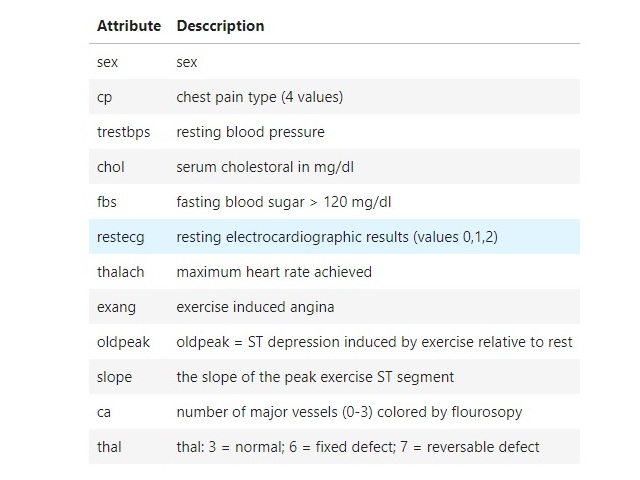 Attribute Desccription
sex sex
cp chest pain type (4 values)
trestbps resting blood pressure
chol serum cholestoral in mg/dl
fbs fasting blood sugar > 120 mg/dl
restecg resting electrocardiographic results (values 0,1,2)
thalach maximum heart rate achieved
exang exercise induced angina
oldpeak oldpeak = ST depression induced by exercise relative to rest
slope the slope of the peak exercise ST segment
ca number of major vessels (0-3) colored by flourosopy
thal thal: 3 = normal; 6 = fixed defect; 7 = reversable defect